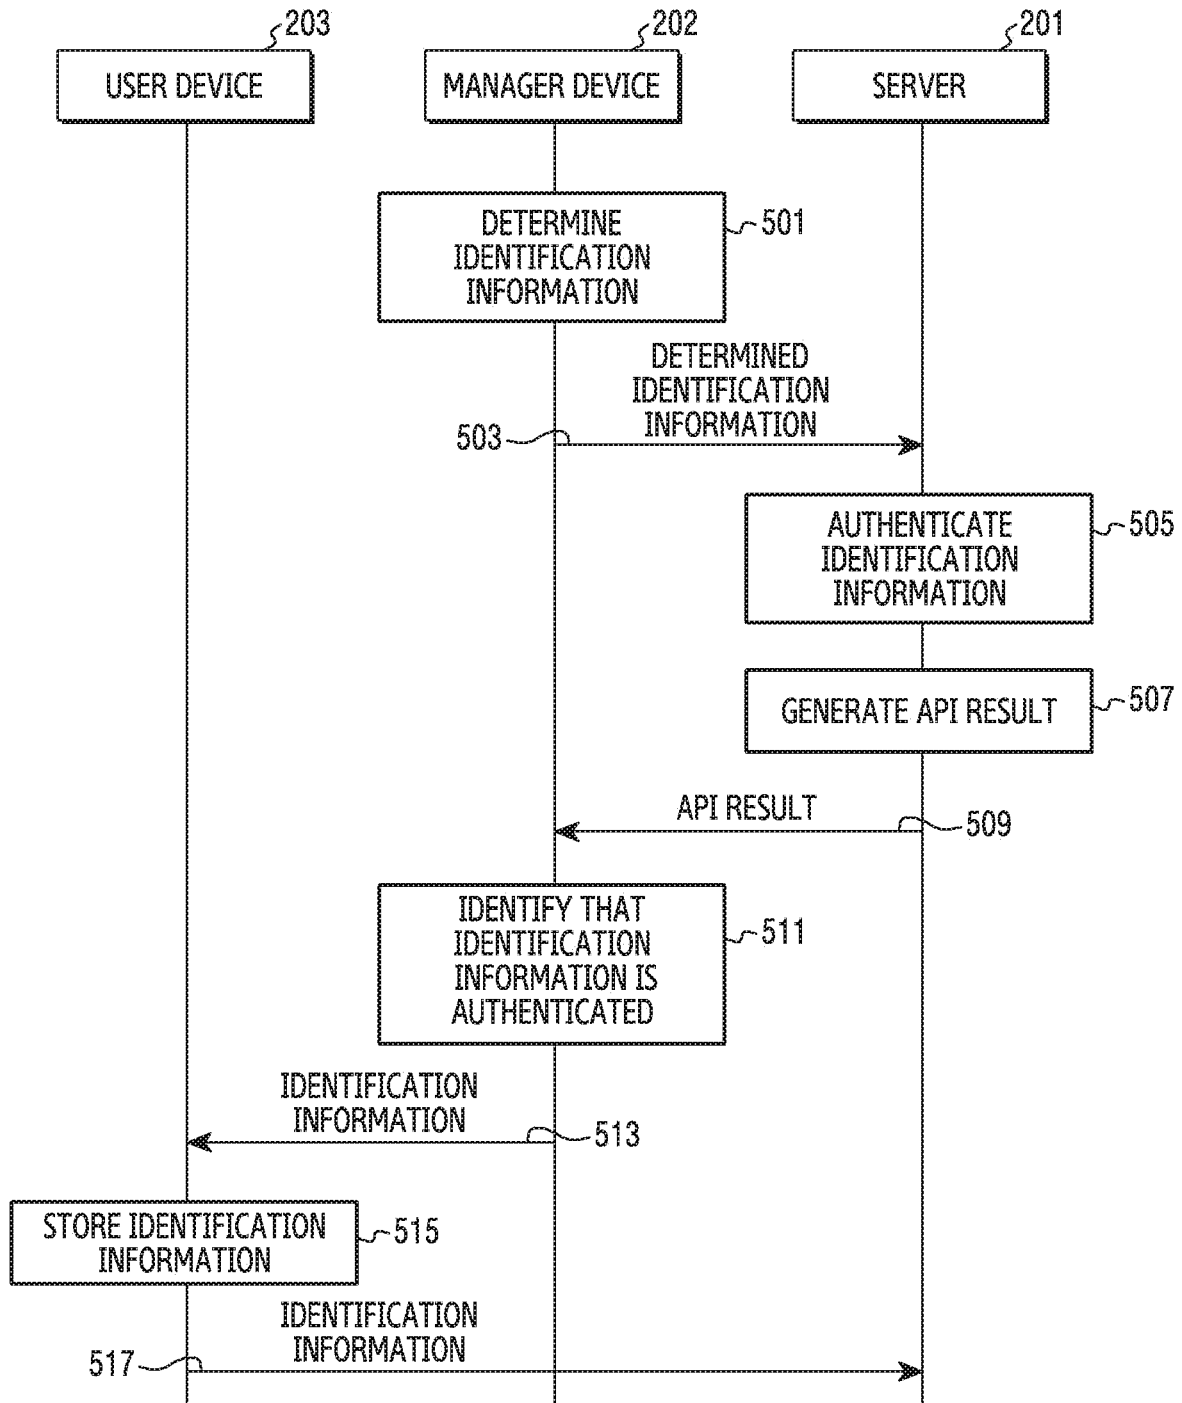 203
202
201
USER DEVICE
MANAGER DEVICE
SERVER
DETERMINE
IDENTIFICATION
INFORMATION
501
DETERMINED
IDENTIFICATION
INFORMATION
503
AUTHENTICATE
IDENTIFICATION
INFORMATION
505
GENERATE API RESULT
507
API RESULT
509
IDENTIFY THAT
IDENTIFICATION
INFORMATION IS
AUTHENTICATED
511
IDENTIFICATION
INFORMATION
513
STORE IDENTIFICATION
INFORMATION
515
IDENTIFICATION
INFORMATION
517